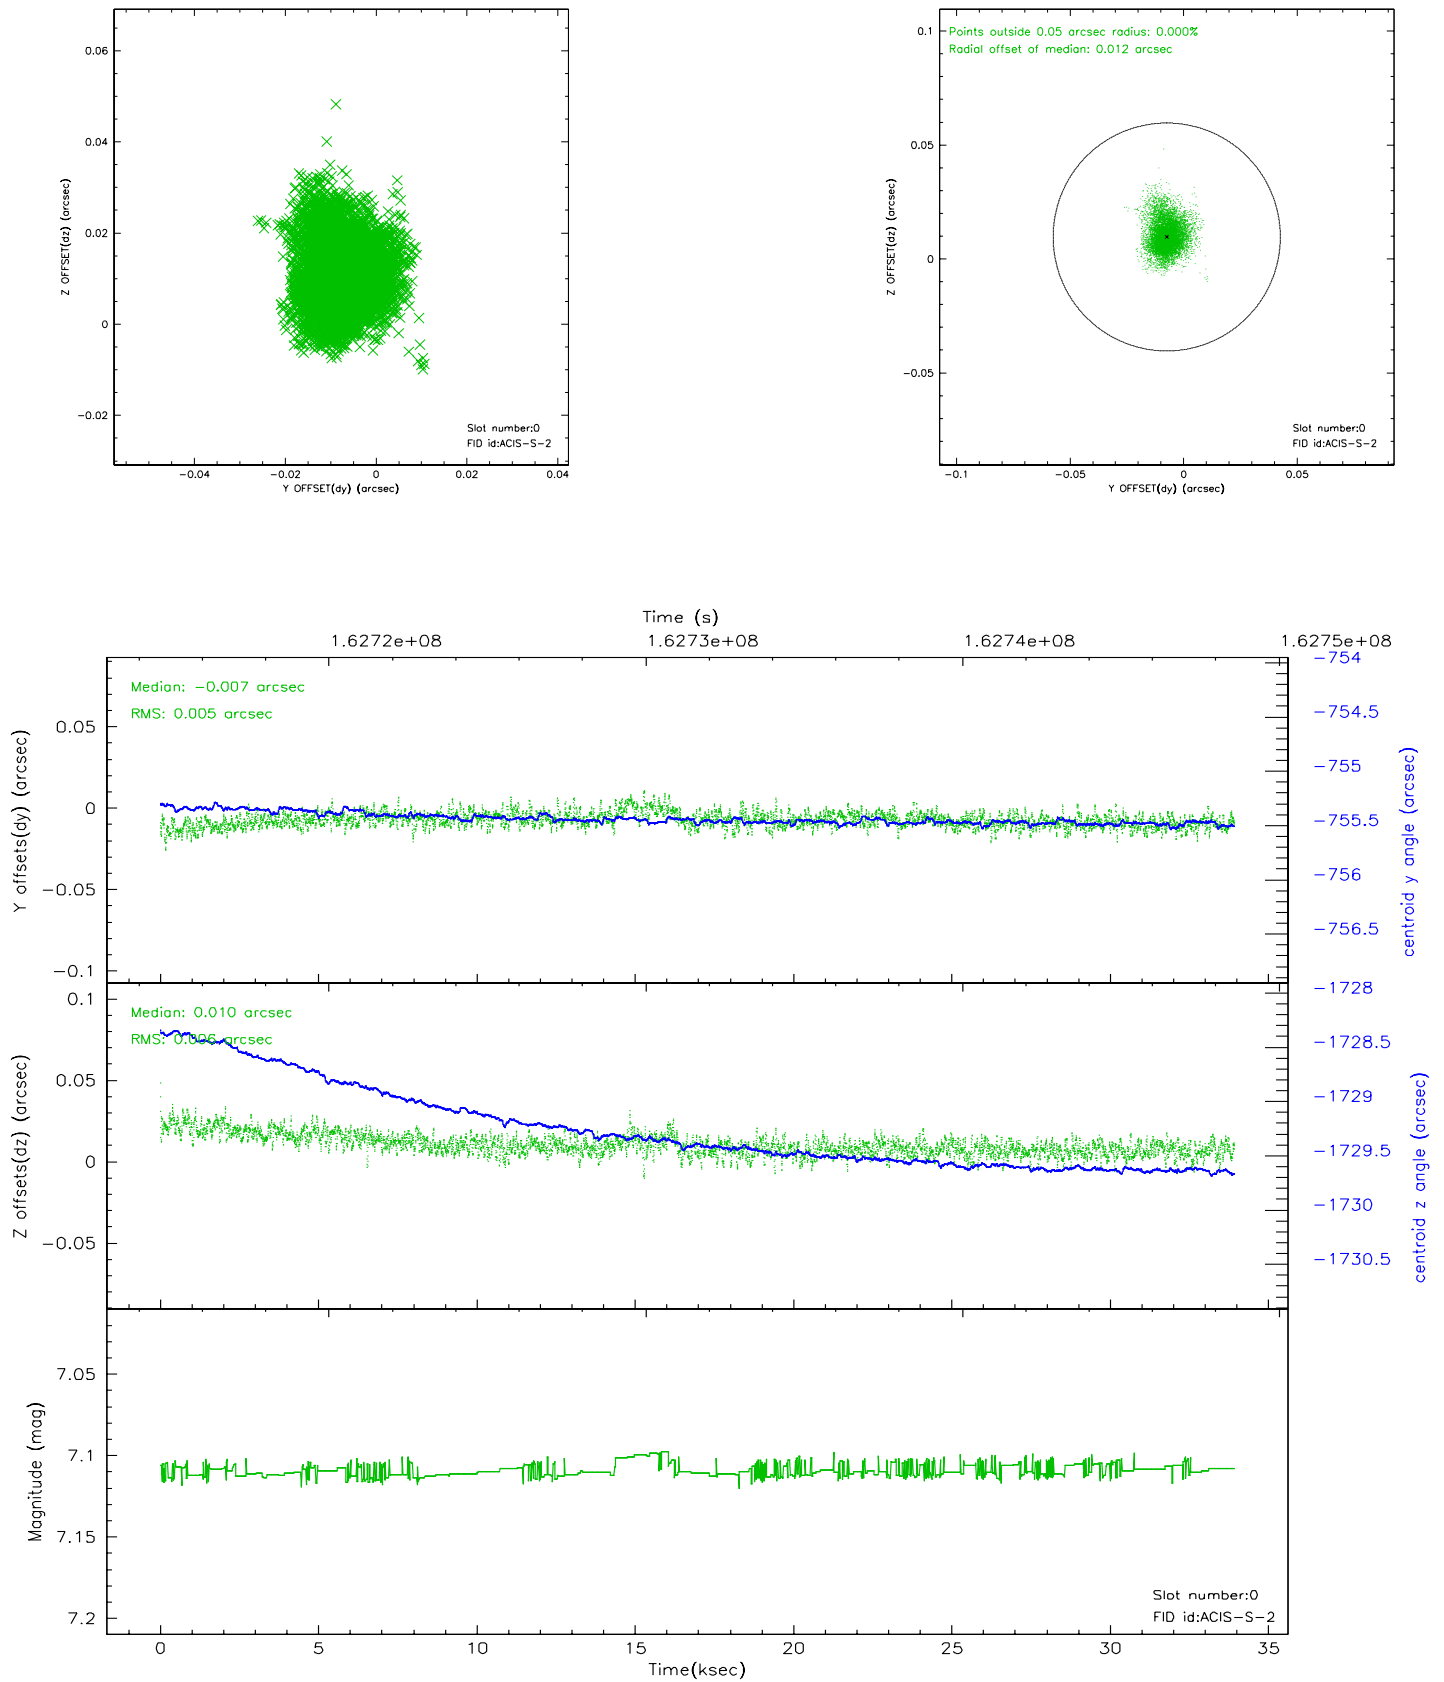 0.06
0.04
0.02
0
−0.02
Z OFFSET(dz) (arcsec)
Slot number:0
FID id:ACIS−S−2
−0.04
−0.02
0
0.02
0.04
Y OFFSET(dy) (arcsec)
Points outside 0.05 arcsec radius: 0.000%
Radial offset of median: 0.012 arcsec
0.1
0.05
0
−0.05
Z OFFSET(dz) (arcsec)
Slot number:0
FID id:ACIS−S−2
−0.1
−0.05
0
0.05
Y OFFSET(dy) (arcsec)
Time (s)
1.6272e+08
1.6273e+08
1.6274e+08
1.6275e+08
Median: −0.007 arcsec
RMS: 0.005 arcsec
0.05
0
−0.05
−0.1
Y offsets(dy) (arcsec)
−754
−754.5
−755
−755.5
−756
−756.5
centroid y angle (arcsec)
Median: 0.010 arcsec
RMS: 0.006 arcsec
0.1
0.05
0
−0.05
Z offsets(dz) (arcsec)
−1728
−1728.5
−1729
−1729.5
−1730
−1730.5
centroid z angle (arcsec)
7.05
7.1
7.15
7.2
Magnitude (mag)
Slot number:0
FID id:ACIS−S−2
0
5
10
15
20
25
30
35
Time(ksec)